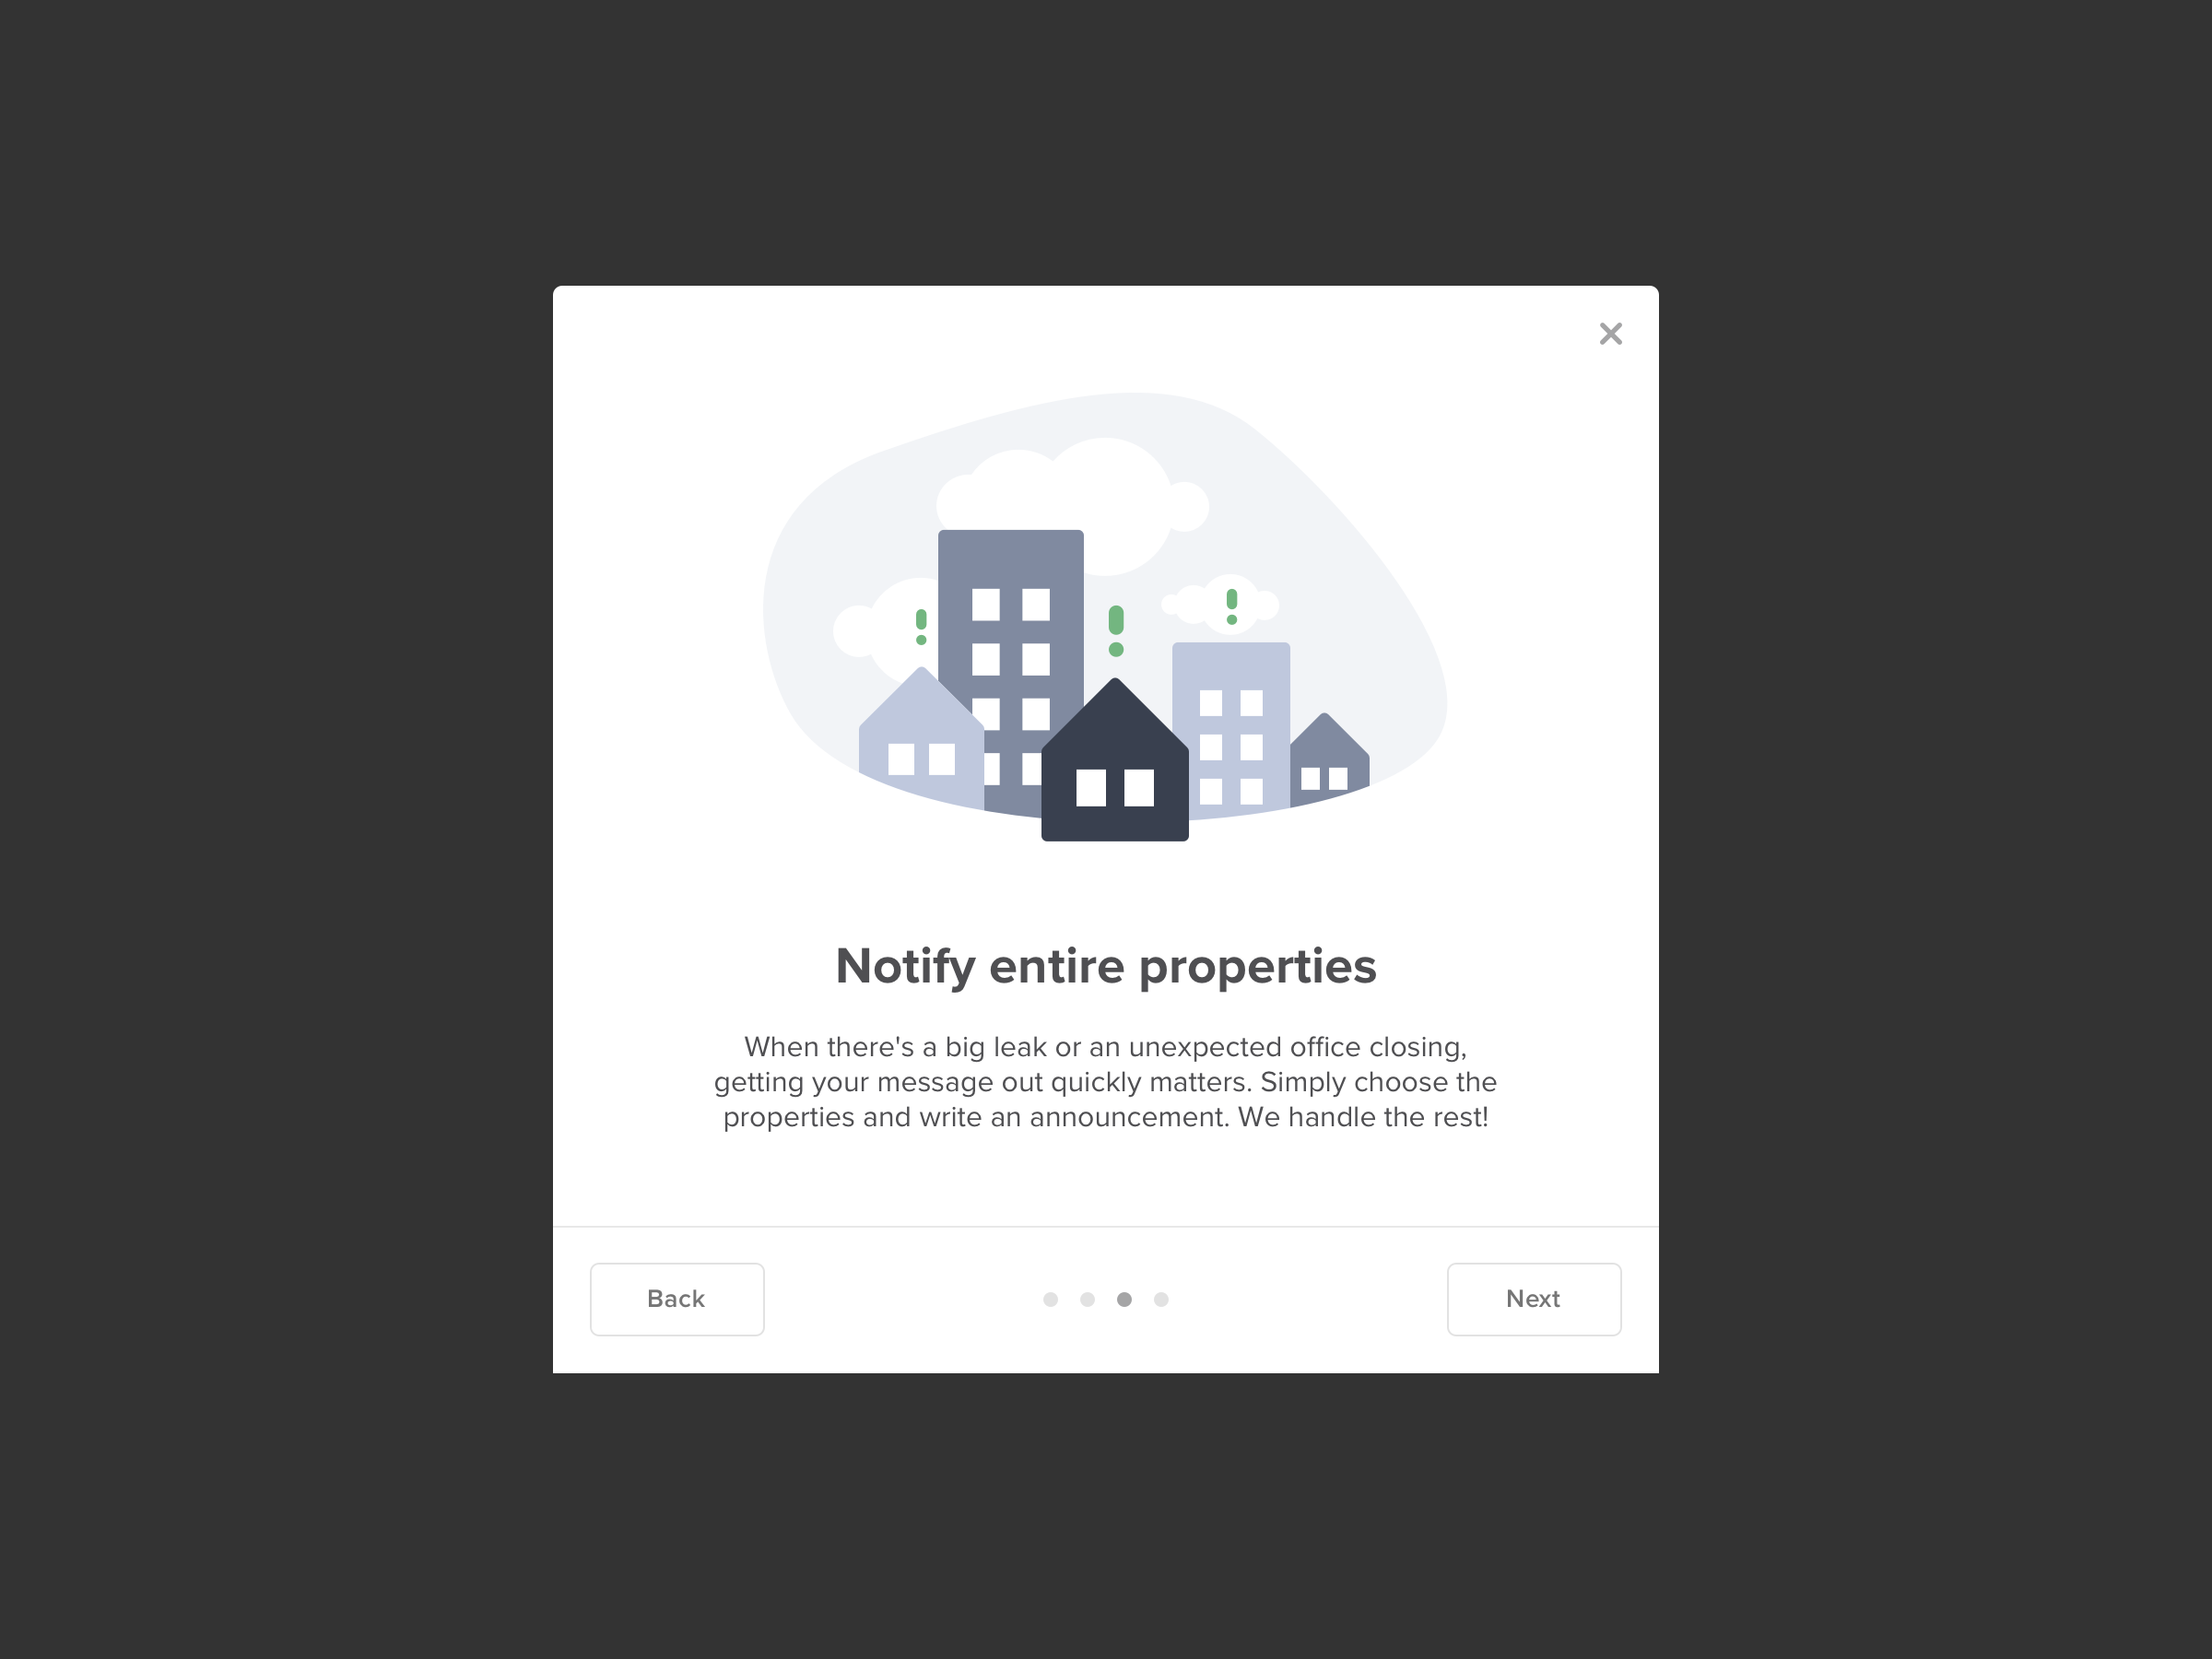 Notify entire properties
When there's a big leak or an unexpected office closing,
getting your message out quickly matters. Simply choose the
properties and write an announcement. We handle the rest!
Back
Next